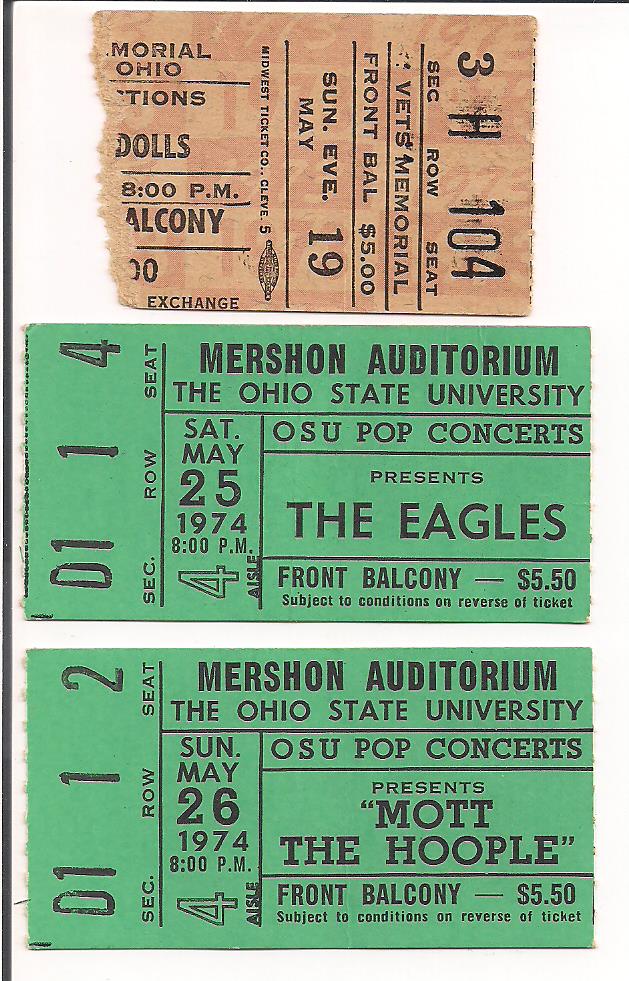 MORIAL
OHIO
CTIONS
DOLLS
8:00 P.M.
ALCONY
00
EXCHANGE
MIDWEST TICKET CO., CLEVE. 5
SUN. EVE.
MAY
19
FRONT BAL $5.00
VETS' MEMORIAL
SEC ROW SEAT
3 H 104
4
1
D1
SEAT
ROW
SEC.
MERSHON AUDITORIUM
THE OHIO STATE UNIVERSITY
SAT.
MAY
25
1974
8:00 P.M.
4 AISLE
OSU POP CONCERTS
PRESENTS
THE EAGLES
FRONT BALCONY — $5.50
Subject to conditions on reverse of ticket
2
1
D1
SEAT
ROW
SEC.
MERSHON AUDITORIUM
THE OHIO STATE UNIVERSITY
SUN.
MAY
26
1974
8:00 P.M.
4 AISLE
OSU POP CONCERTS
PRESENTS
"MOTT
THE HOOPLE"
FRONT BALCONY — $5.50
Subject to conditions on reverse of ticket